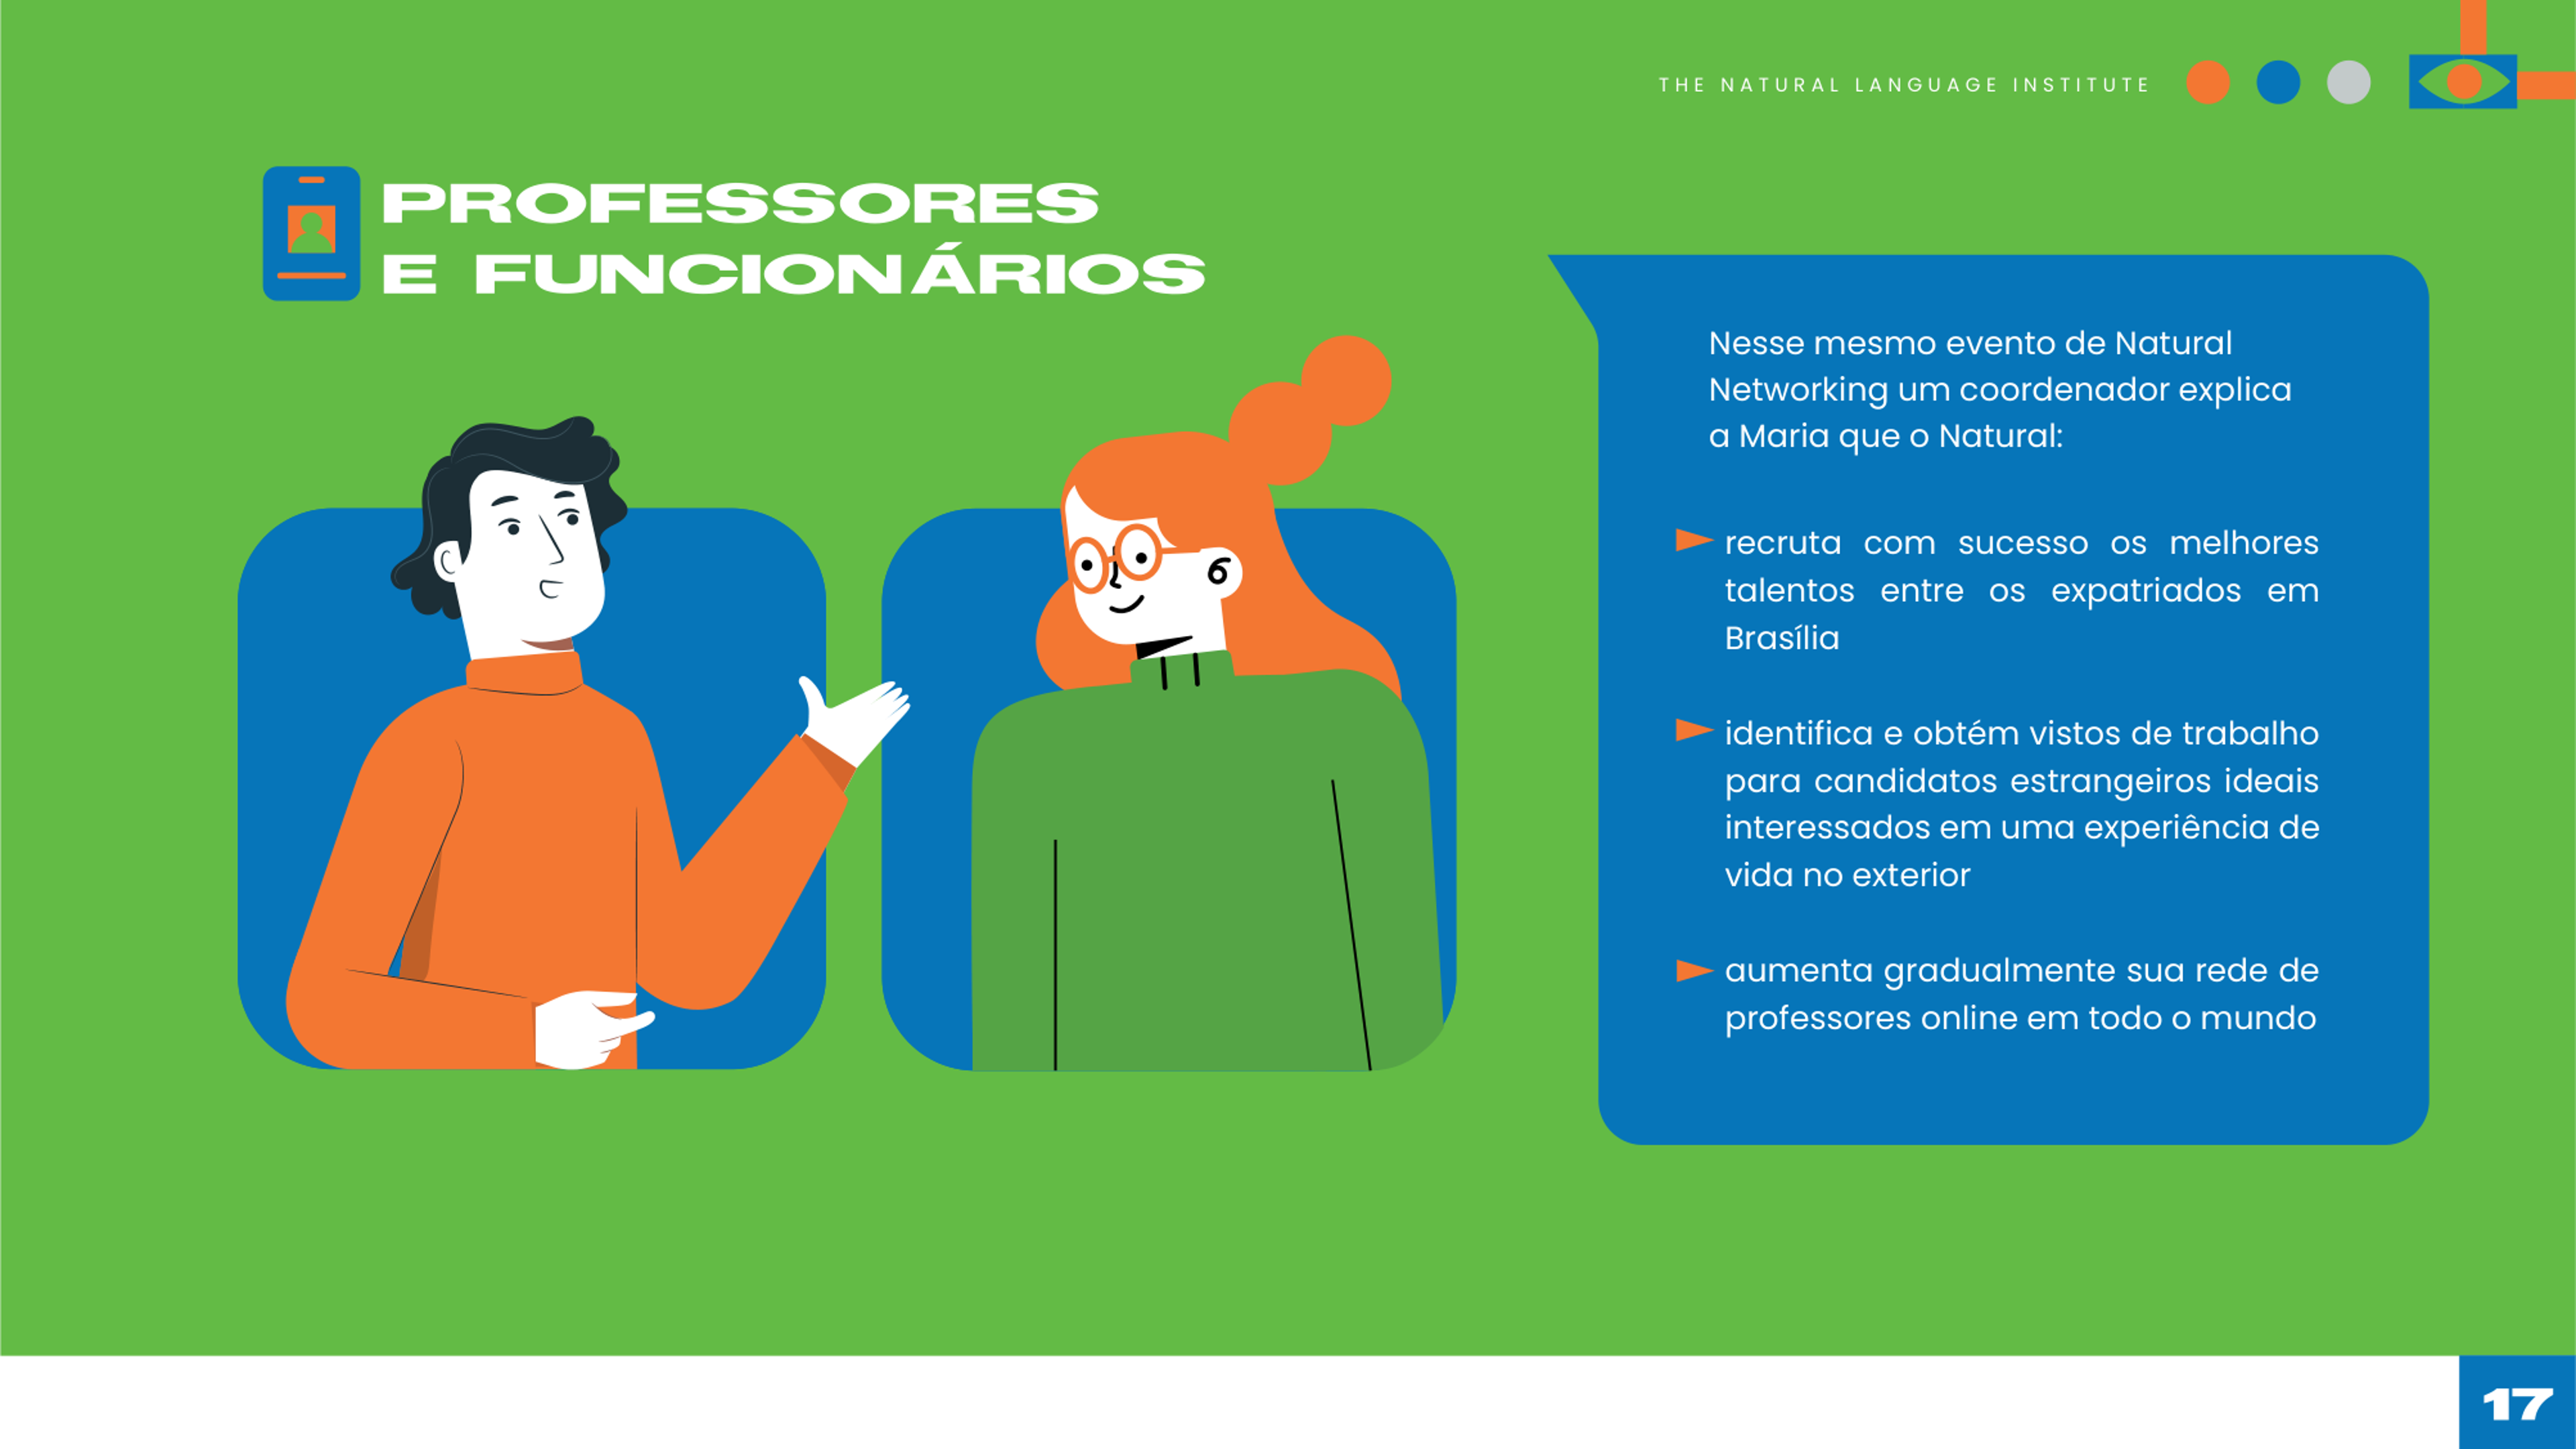 THE NATURAL LANGUAGE INSTITUTE
PROFESSORES
E FUNCIONÁRIOS
Nesse mesmo evento de Natural
Networking um coordenador explica
a Maria que o Natural:
recruta com sucesso os melhores
talentos entre os expatriados em
Brasília
identifica e obtém vistos de trabalho
para candidatos estrangeiros ideais
interessados em uma experiência de
vida no exterior
aumenta gradualmente sua rede de
professores online em todo o mundo
17